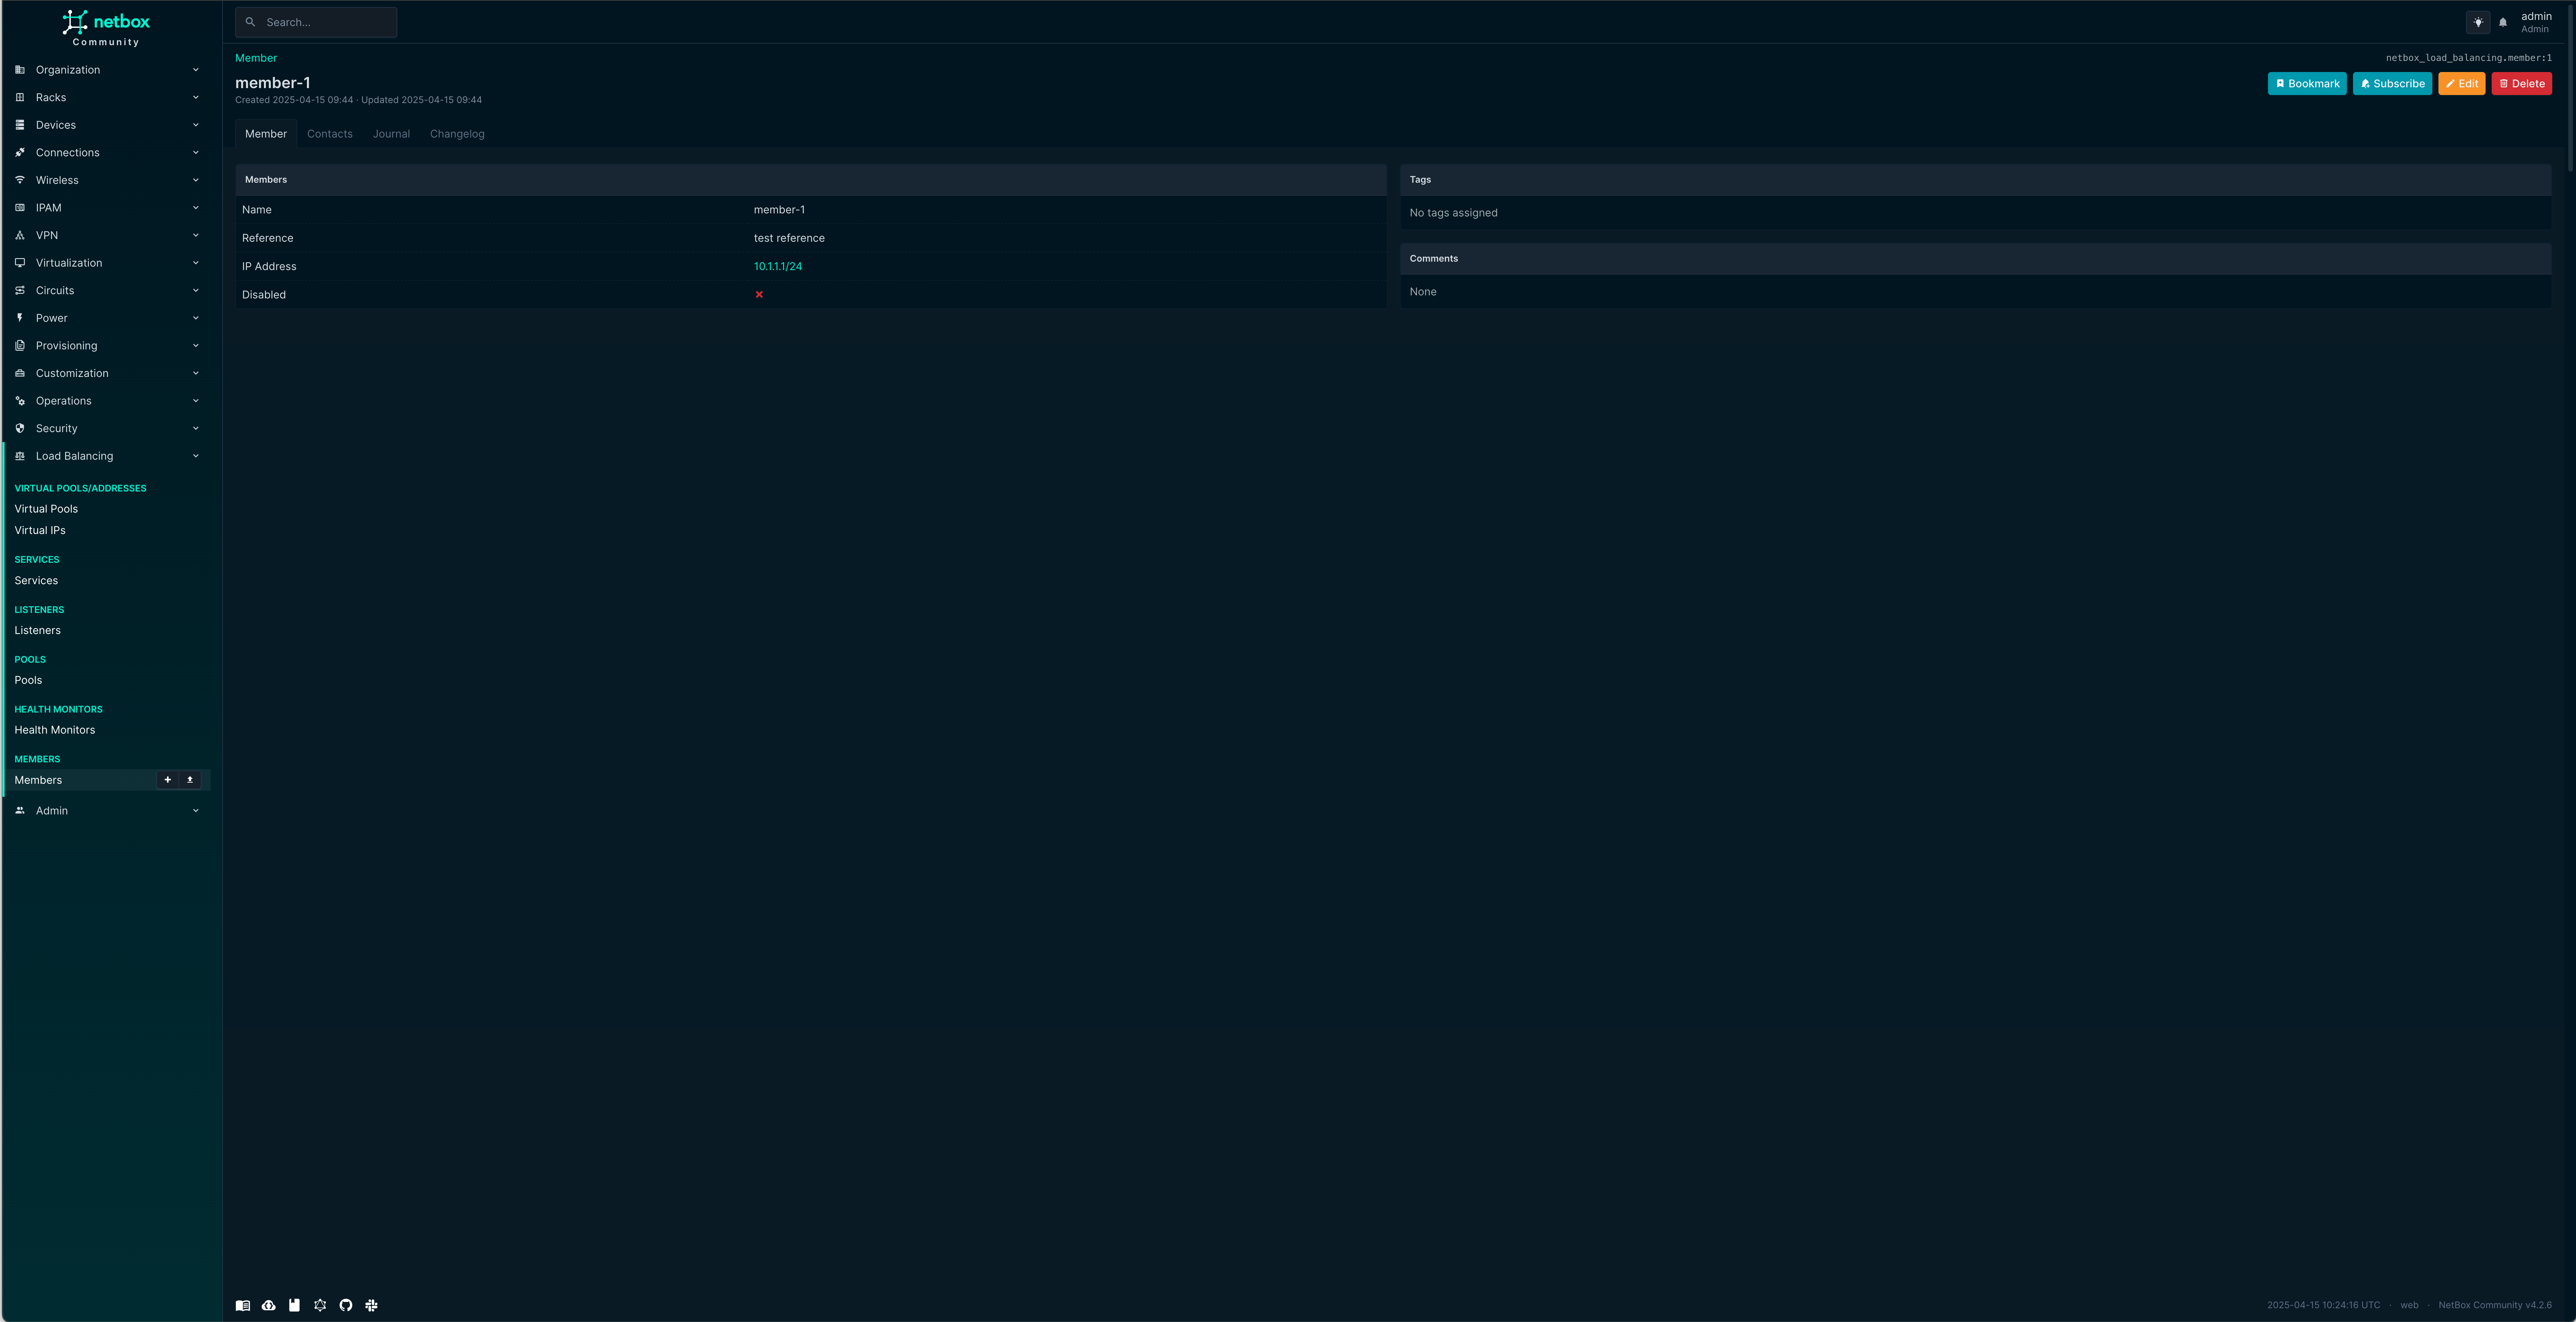 netbox
Community
Organization
Racks
Devices
Connections
Wireless
IPAM
VPN
Virtualization
Circuits
Power
Provisioning
Customization
Operations
Security
Load Balancing
VIRTUAL POOLS/ADDRESSES
Virtual Pools
Virtual IPs
SERVICES
Services
LISTENERS
Listeners
POOLS
Pools
HEALTH MONITORS
Health Monitors
MEMBERS
Members
Admin
Search...
admin
Admin
Member
netbox_load_balancing.member:1
member-1
Created 2025-04-15 09:44 · Updated 2025-04-15 09:44
Bookmark Subscribe Edit Delete
Member Contacts Journal Changelog
Members
Name member-1
Reference test reference
IP Address 10.1.1.1/24
Disabled
Tags
No tags assigned
Comments
None
2025-04-15 10:24:16 UTC · web · NetBox Community v4.2.6